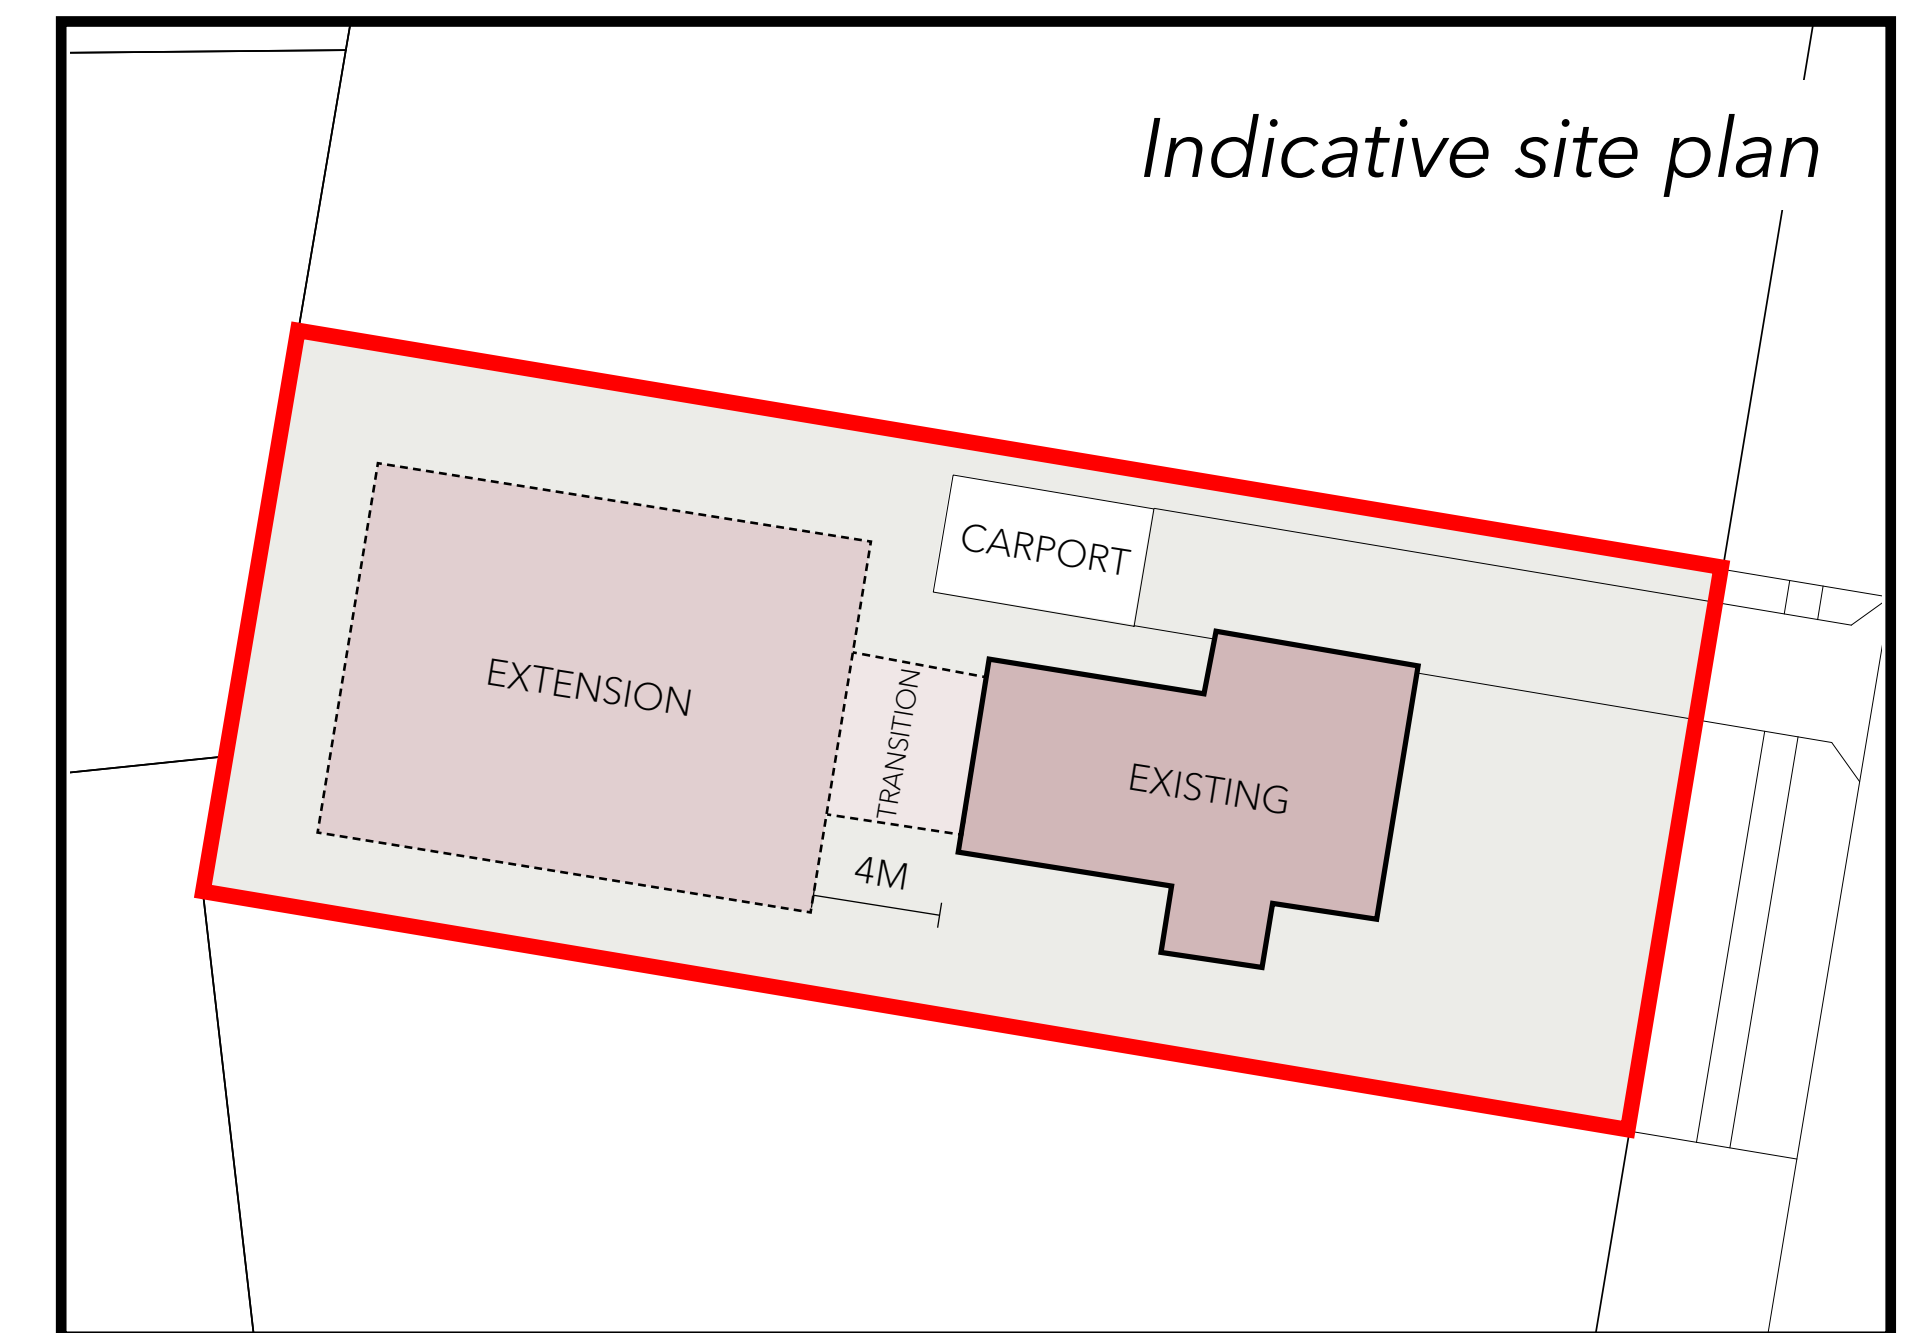 Indicative site plan
CARPORT
EXTENSION
TRANSITION
EXISTING
4M